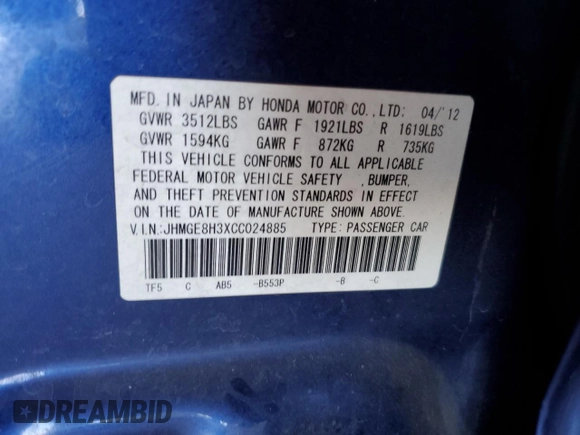 MFD. IN JAPAN BY HONDA MOTOR CO., LTD: 04/12
GVWR 3512LBS GAWR F 1921LBS R 1619LBS
GVWR 1594KG GAWR F 872KG R 735KG
THIS VEHICLE CONFORMS TO ALL APPLICABLE
FEDERAL MOTOR VEHICLE SAFETY ,BUMPER,
AND THEFT PREVENTION STANDARDS IN EFFECT
ON THE DATE OF MANUFACTURE SHOWN ABOVE.
V.I.N:JHMGE8H3XCC024885 TYPE: PASSENGER CAR
TF5 C AB5 -B553P -B -C
DREAMBID